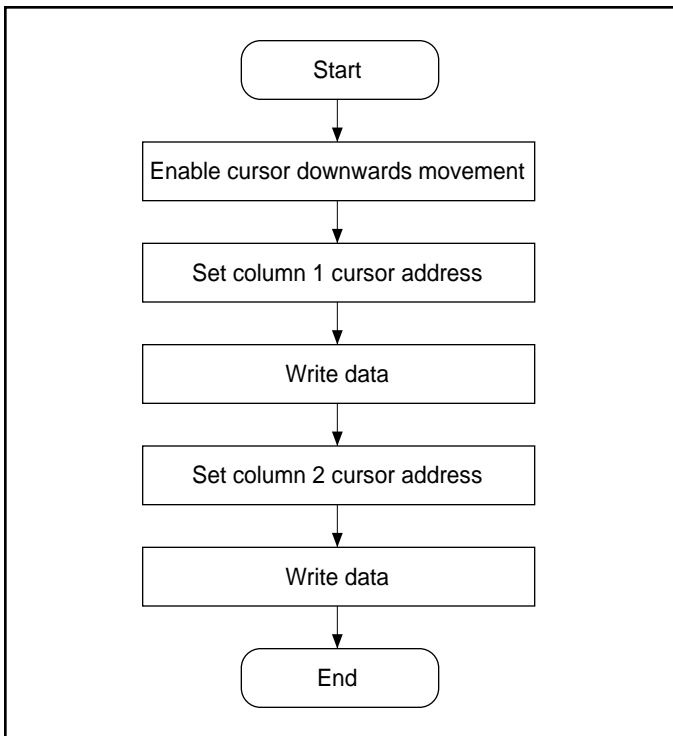 Start
Enable cursor downwards movement
Set column 1 cursor address
Write data
Set column 2 cursor address
Write data
End